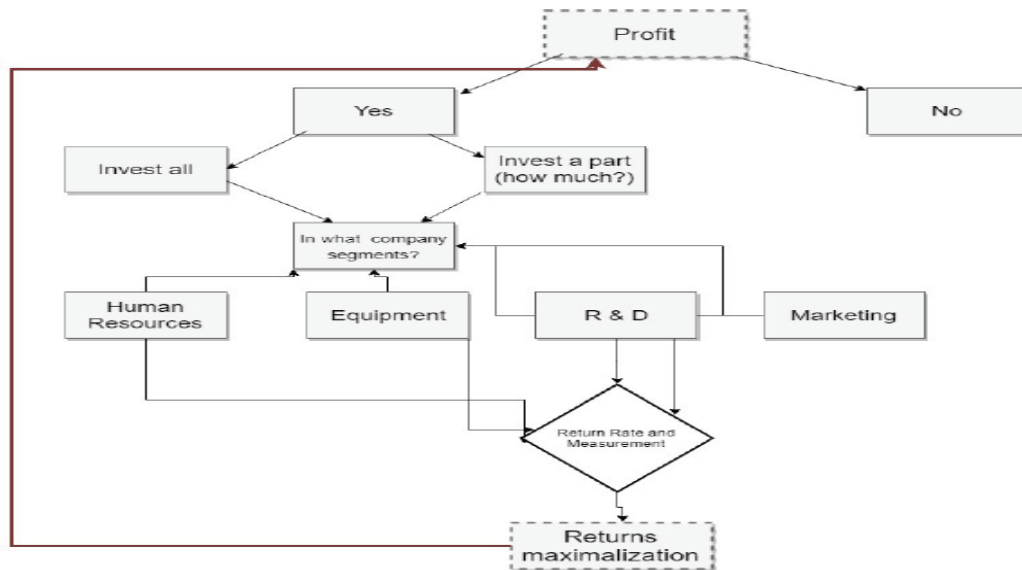 Profit
Yes
No
Invest all
Invest a part
(how much?)
In what company
segments?
Human
Resources
Equipment
R & D
Marketing
Return Rate and
Measurement
Returns
maximalization